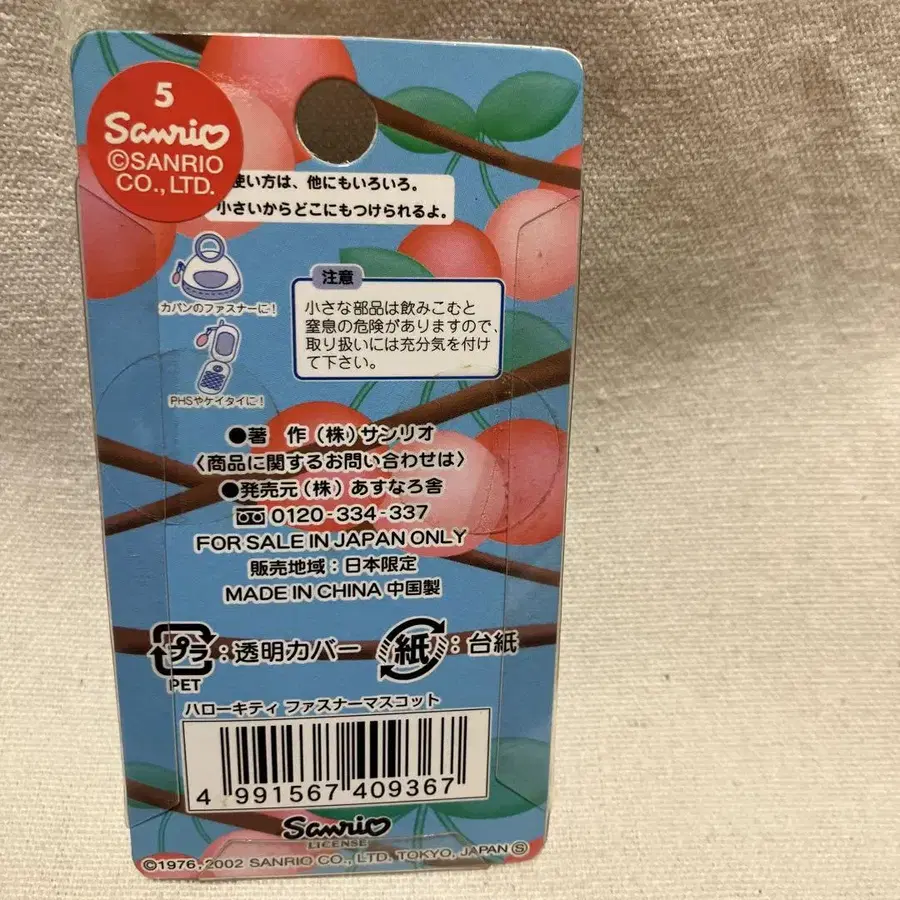 5
Sanrio
©SANRIO
CO., LTD.
使い方は、他にもいろいろ。
小さいからどこにもつけられるよ。
カバンのファスナーに!
PHSやケイタイに!
注意
小さな部品は飲みこむと
窒息の危険がありますので、
取り扱いには充分気を付け
て下さい。
●著 作(株)サンリオ
〈商品に関するお問い合わせは〉
●発売元(株)あすなろ舎
0120-334-337
FOR SALE IN JAPAN ONLY
販売地域:日本限定
MADE IN CHINA 中国製
プラ:透明カバー
PET
紙:台紙
ハローキティ ファスナーマスコット
4 991567 409367
Sanrio
LICENSE
©1976, 2002 SANRIO CO., LTD. TOKYO, JAPAN Ⓢ